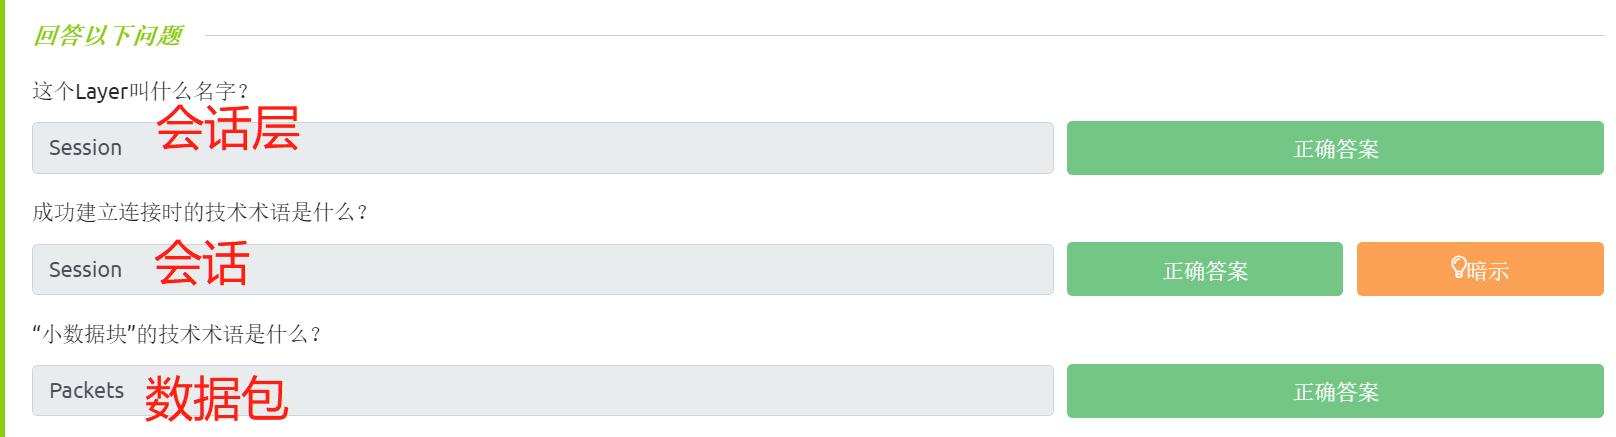 回答以下问题
这个Layer叫什么名字？
Session 会话层 正确答案
成功建立连接时的技术术语是什么？
Session 会话 正确答案 暗示
“小数据块”的技术术语是什么？
Packets 数据包 正确答案